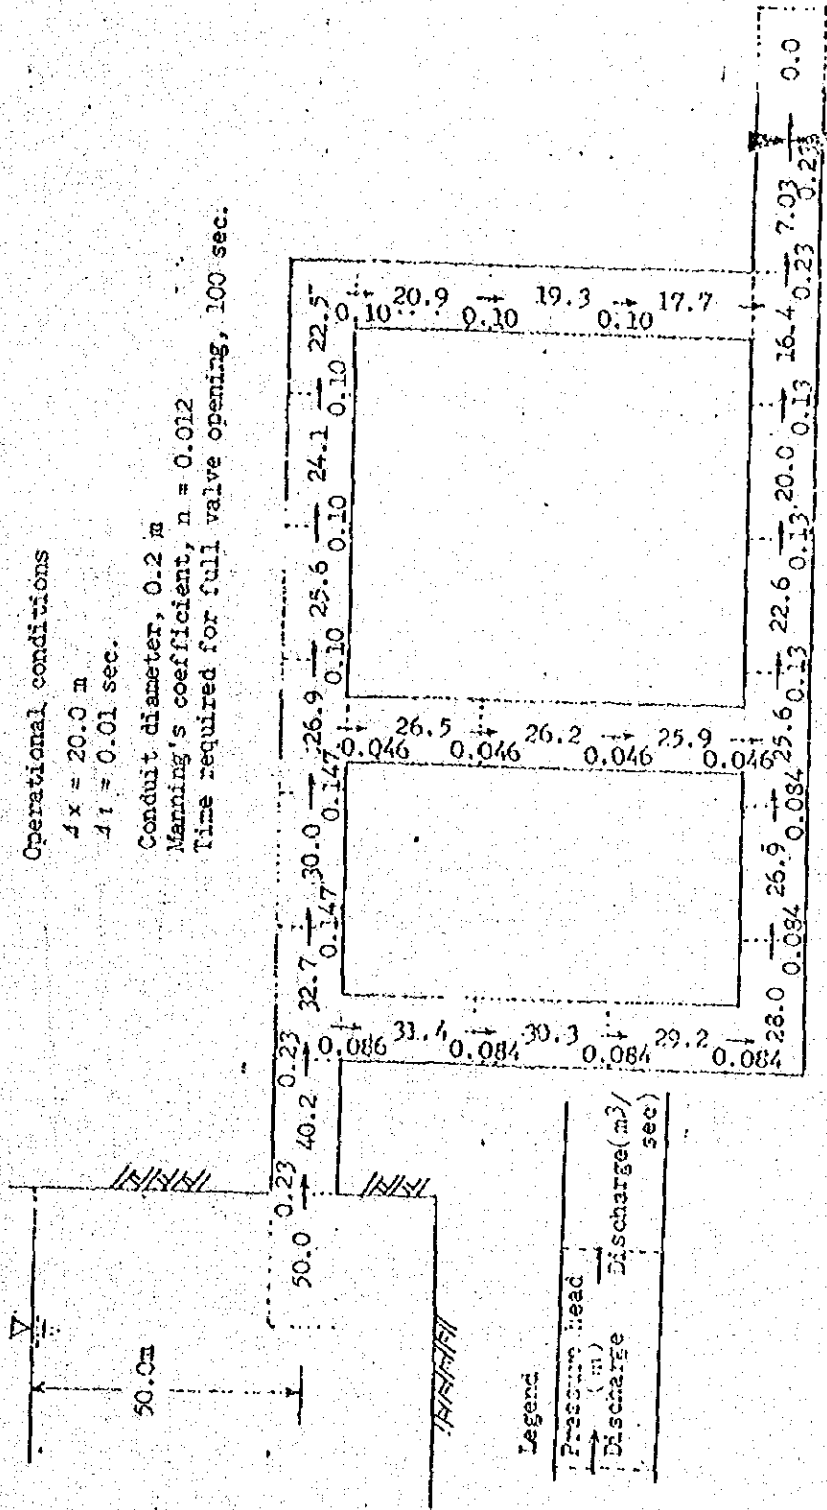 Operational conditions
Δx = 20.0 m
Δt = 0.01 sec.
Conduit diameter, 0.2 m
Manning's coefficient, n = 0.012
Time required for full valve opening, 100 sec.
50.0m
50.0 0.23 40.2 0.23 32.7 0.147 30.0 0.147 26.9 0.10 25.6 0.10 24.1 0.10 22.5
0.086 31.4 0.084 30.3 0.084 29.2 0.084
0.046 26.5 0.046 26.2 0.046 25.9 0.046
0.10 20.9 0.10 19.3 0.10 17.7
28.0 0.084 26.9 0.084 25.6 0.13 22.6 0.13 20.0 0.13 16.4 0.23 7.03 0.23 0.0
Legend
Pressure head
(m)
Discharge Discharge(m3/
sec)